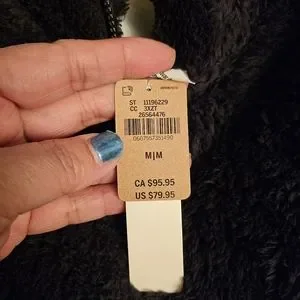 ST 11196229
CC 3XZT
26564476
M|M
CA $95.95
US $79.95